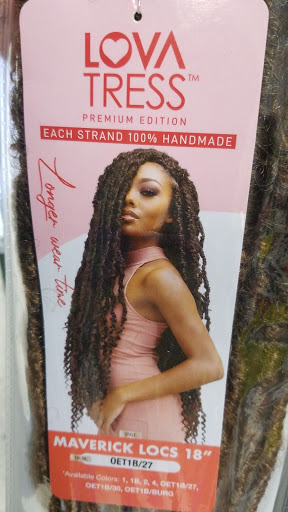 LOVA
TRESS™
PREMIUM EDITION
EACH STRAND 100% HANDMADE
Longer wear time
MAVERICK LOCS 18"
OET1B/27
*Available Colors: 1, 1B, 2, 4, OET1B/27,
OET1B/30, OET1B/BURG